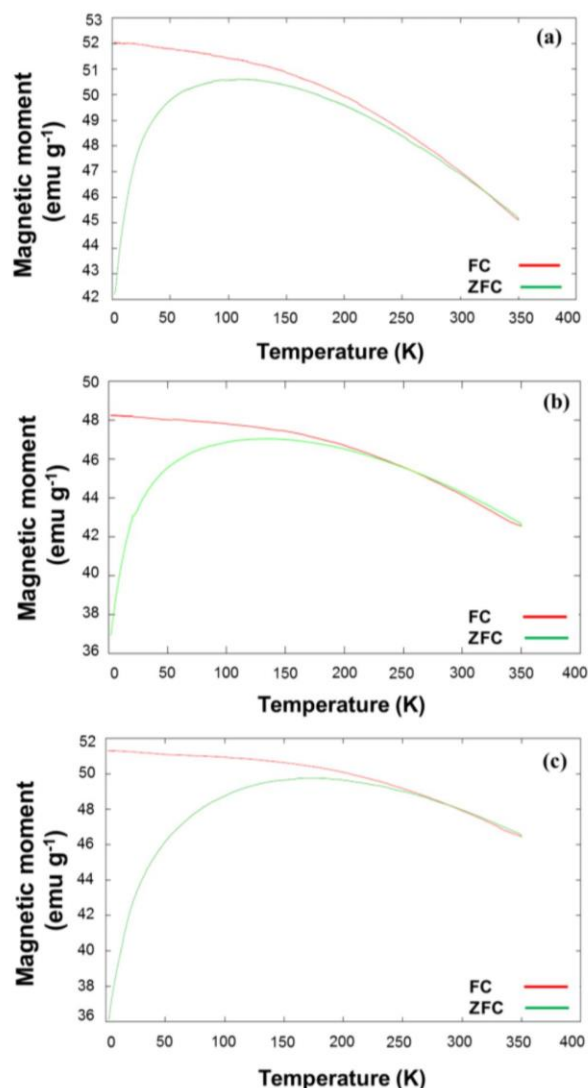 53
52
51
50
49
48
47
46
45
44
43
42
Magnetic moment
(emu g⁻¹)
(a)
FC
ZFC
0 50 100 150 200 250 300 350 400
Temperature (K)
50
48
46
44
42
40
38
36
Magnetic moment
(emu g⁻¹)
(b)
FC
ZFC
0 50 100 150 200 250 300 350 400
Temperature (K)
52
50
48
46
44
42
40
38
36
Magnetic moment
(emu g⁻¹)
(c)
FC
ZFC
0 50 100 150 200 250 300 350 400
Temperature (K)